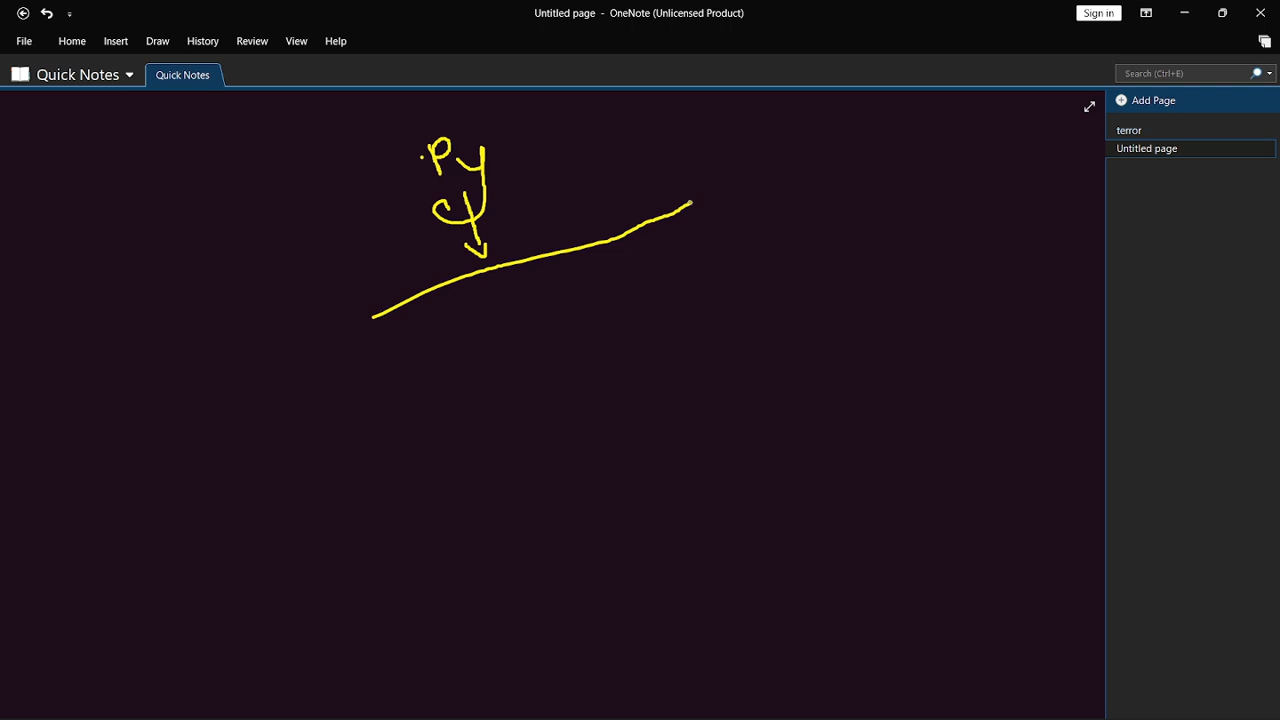 Untitled page - OneNote (Unlicensed Product)
Sign in
File Home Insert Draw History Review View Help
Quick Notes Quick Notes Search (Ctrl+E)
Add Page
terror
Untitled page
.Py